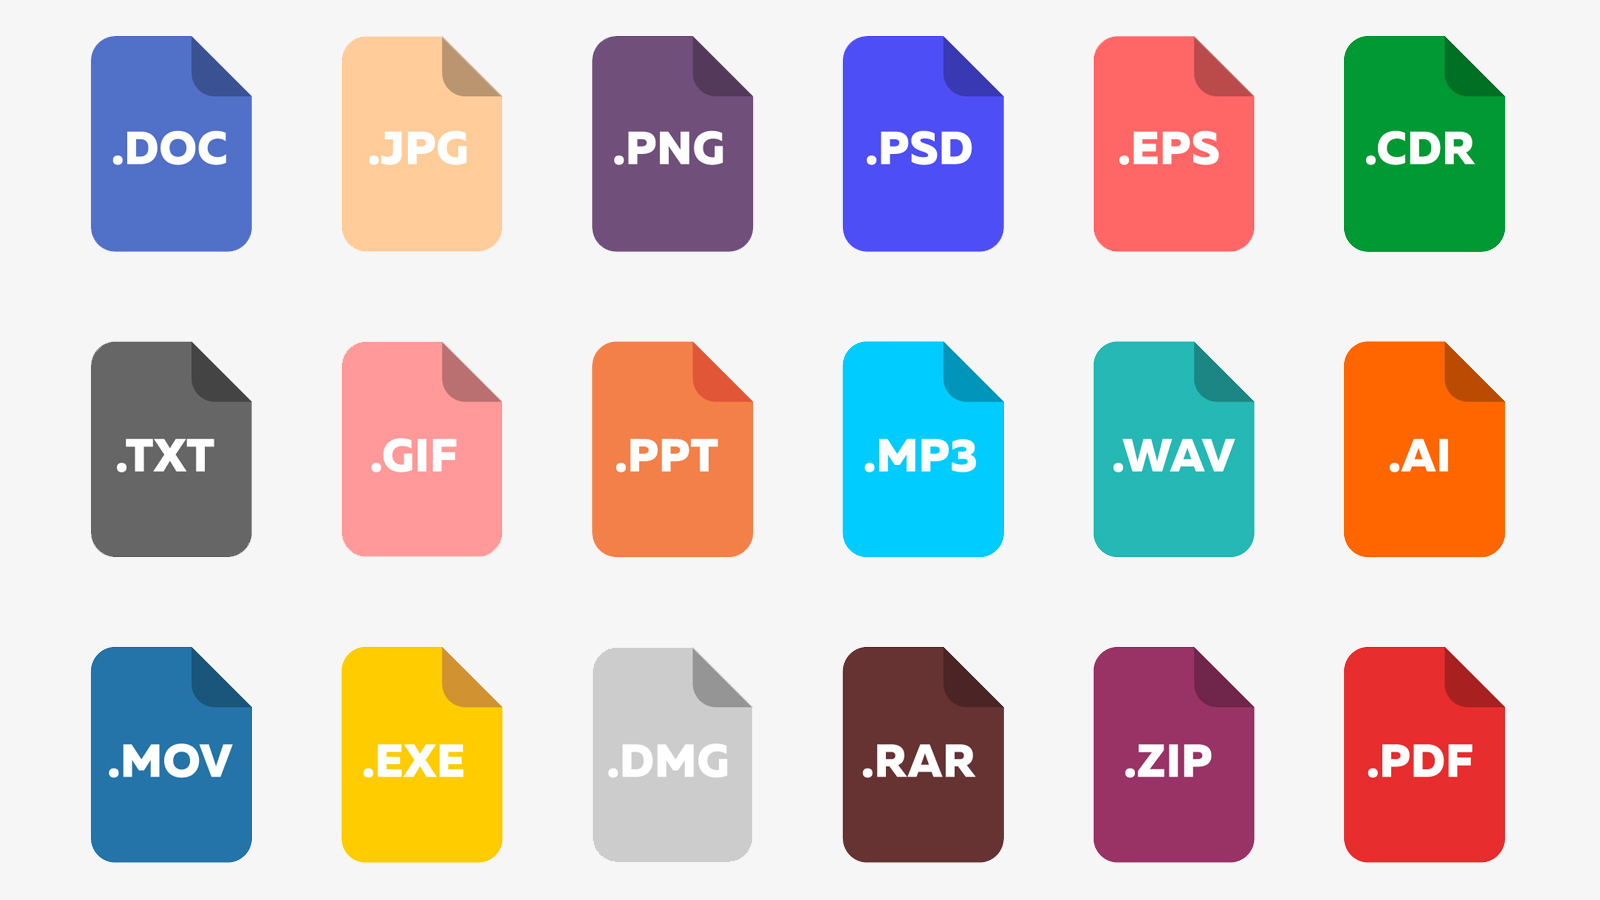 .DOC
.JPG
.PNG
.PSD
.EPS
.CDR
.TXT
.GIF
.PPT
.MP3
.WAV
.AI
.MOV
.EXE
.DMG
.RAR
.ZIP
.PDF